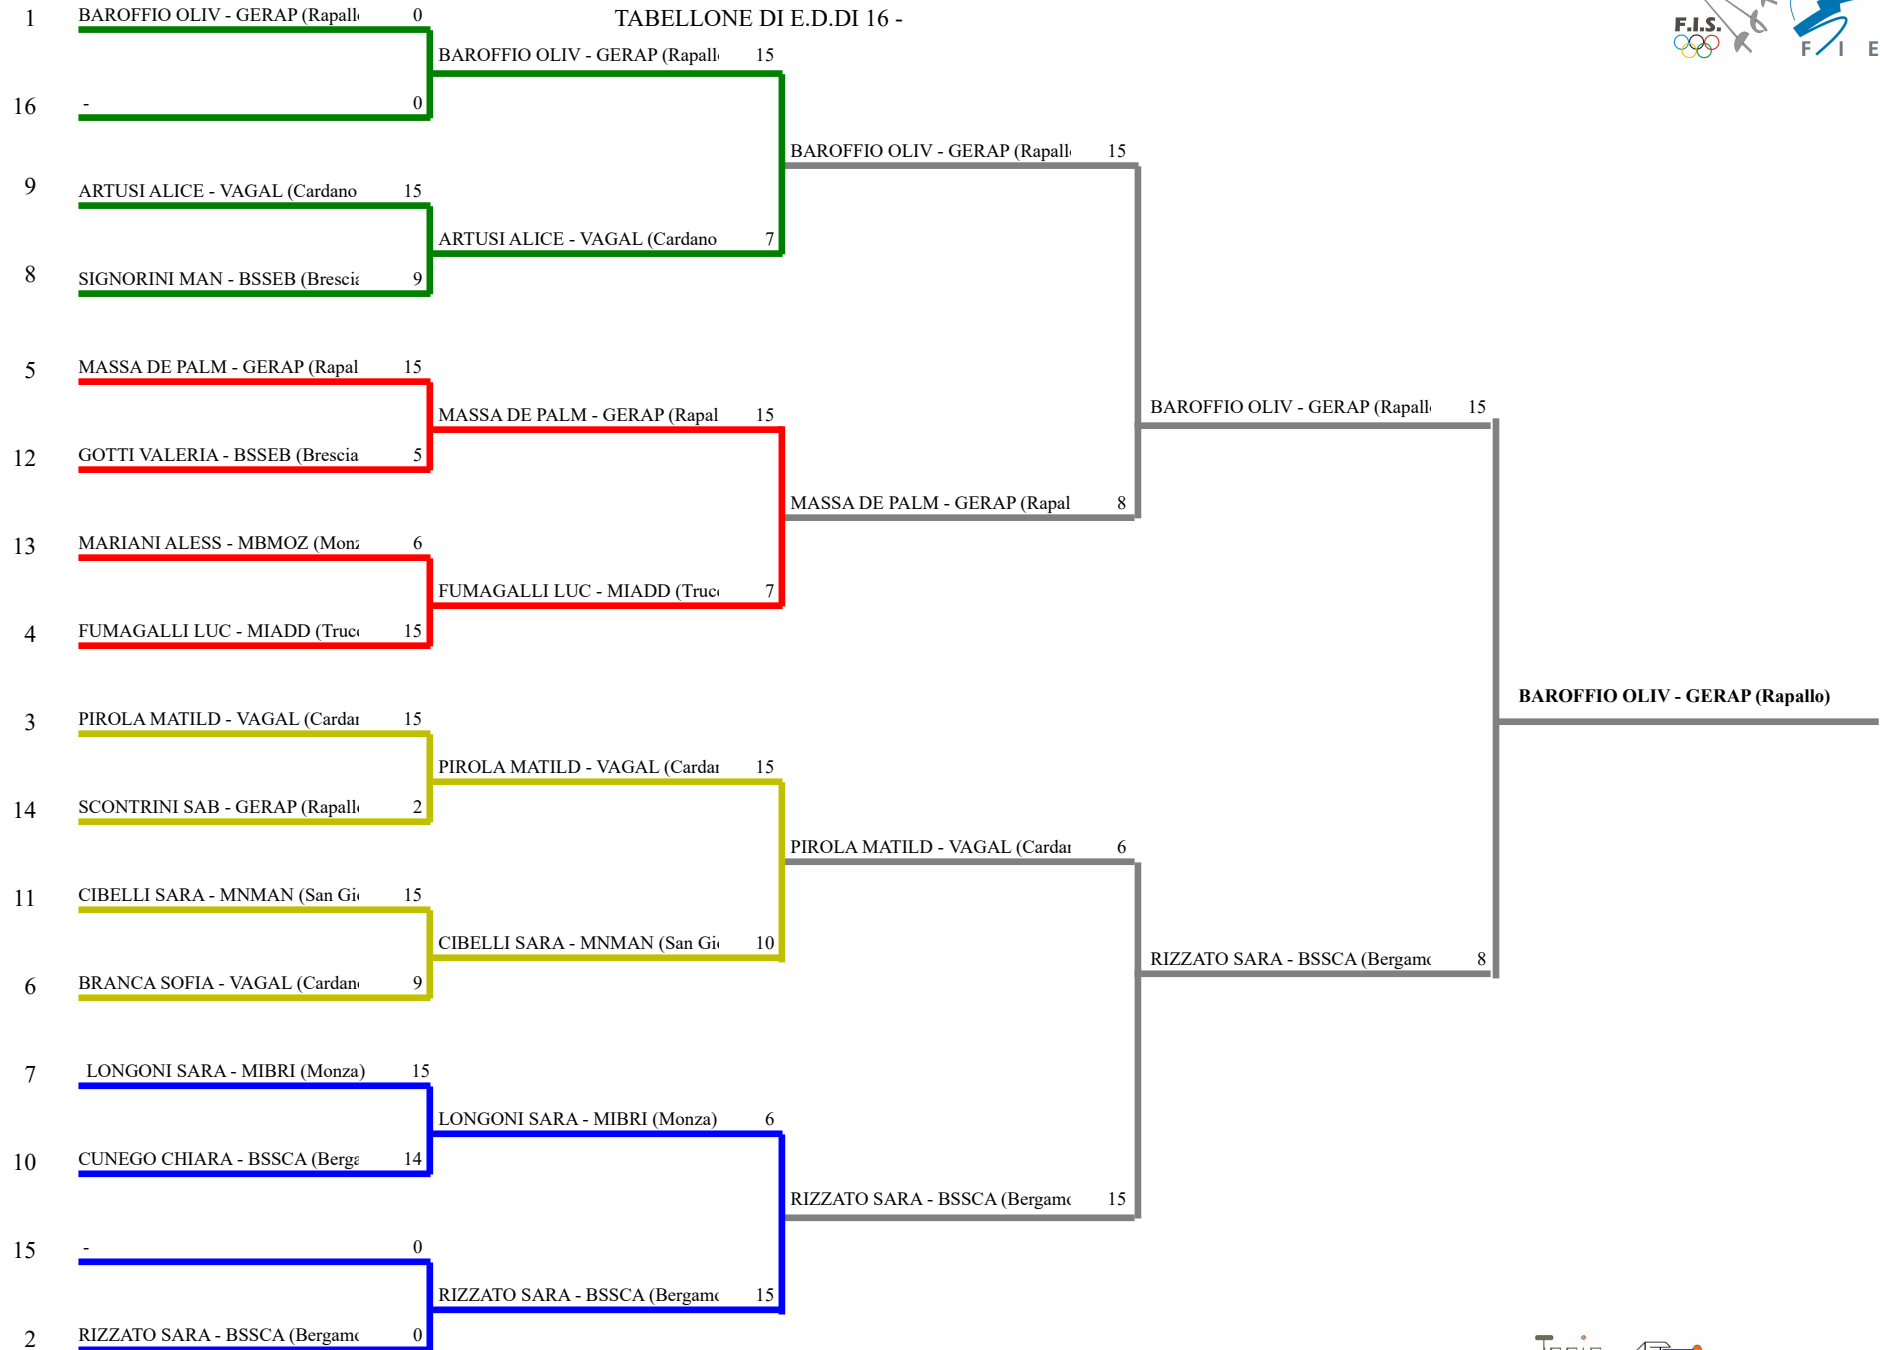 TABELLONE DI E.D.DI 16 -
F.I.S.
F I E
1 BAROFFIO OLIV - GERAP (Rapall 0
BAROFFIO OLIV - GERAP (Rapall 15
16 - 0
BAROFFIO OLIV - GERAP (Rapall 15
9 ARTUSI ALICE - VAGAL (Cardano 15
ARTUSI ALICE - VAGAL (Cardano 7
8 SIGNORINI MAN - BSSEB (Brescia 9
5 MASSA DE PALM - GERAP (Rapal 15
BAROFFIO OLIV - GERAP (Rapall 15
MASSA DE PALM - GERAP (Rapal 15
12 GOTTI VALERIA - BSSEB (Brescia 5
MASSA DE PALM - GERAP (Rapal 8
13 MARIANI ALESS - MBMOZ (Monz 6
FUMAGALLI LUC - MIADD (Trucc 7
4 FUMAGALLI LUC - MIADD (Trucc 15
BAROFFIO OLIV - GERAP (Rapallo)
3 PIROLA MATILD - VAGAL (Cardan 15
PIROLA MATILD - VAGAL (Cardan 15
14 SCONTRINI SAB - GERAP (Rapall 2
PIROLA MATILD - VAGAL (Cardan 6
11 CIBELLI SARA - MNMAN (San Gi 15
CIBELLI SARA - MNMAN (San Gi 10
RIZZATO SARA - BSSCA (Bergam 8
6 BRANCA SOFIA - VAGAL (Cardan 9
7 LONGONI SARA - MIBRI (Monza) 15
LONGONI SARA - MIBRI (Monza) 6
10 CUNEGO CHIARA - BSSCA (Berga 14
RIZZATO SARA - BSSCA (Bergam 15
15 - 0
RIZZATO SARA - BSSCA (Bergam 15
2 RIZZATO SARA - BSSCA (Bergam 0